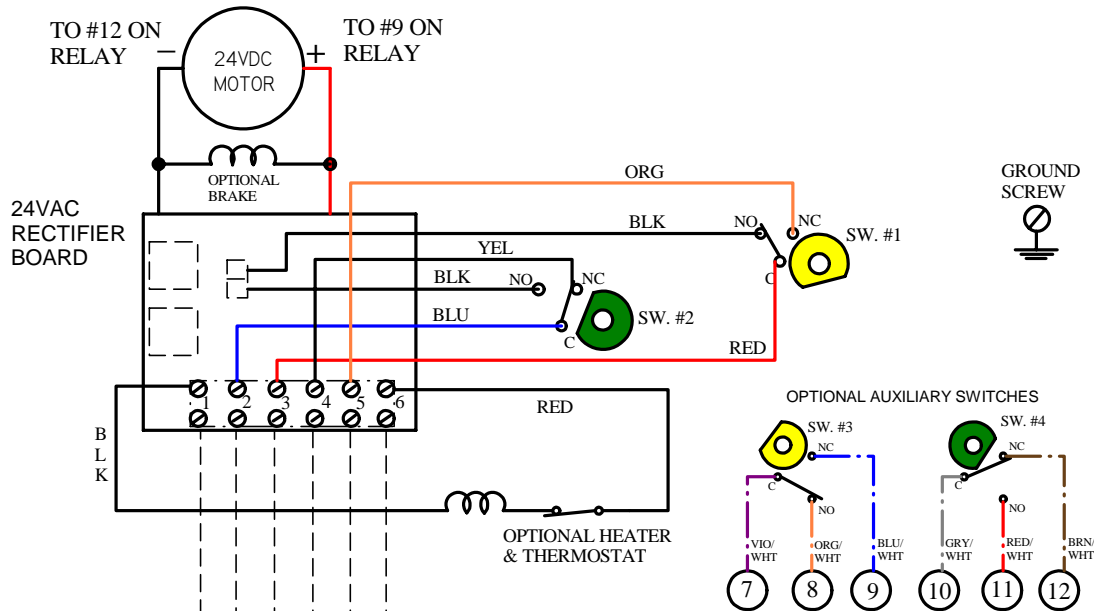 TO #12 ON
RELAY
−
24VDC
MOTOR
+
TO #9 ON
RELAY
OPTIONAL
BRAKE
24VAC
RECTIFIER
BOARD
ORG
GROUND
SCREW
BLK
NO
NC
SW. #1
C
YEL
BLK
NO
NC
BLU
C
SW. #2
RED
1 2 3 4 5 6
RED
BLK
OPTIONAL HEATER
& THERMOSTAT
OPTIONAL AUXILIARY SWITCHES
SW. #3
NC
C
NO
SW. #4
NC
C
NO
VIO/
WHT
ORG/
WHT
BLU/
WHT
GRY/
WHT
RED/
WHT
BRN/
WHT
7 8 9 10 11 12